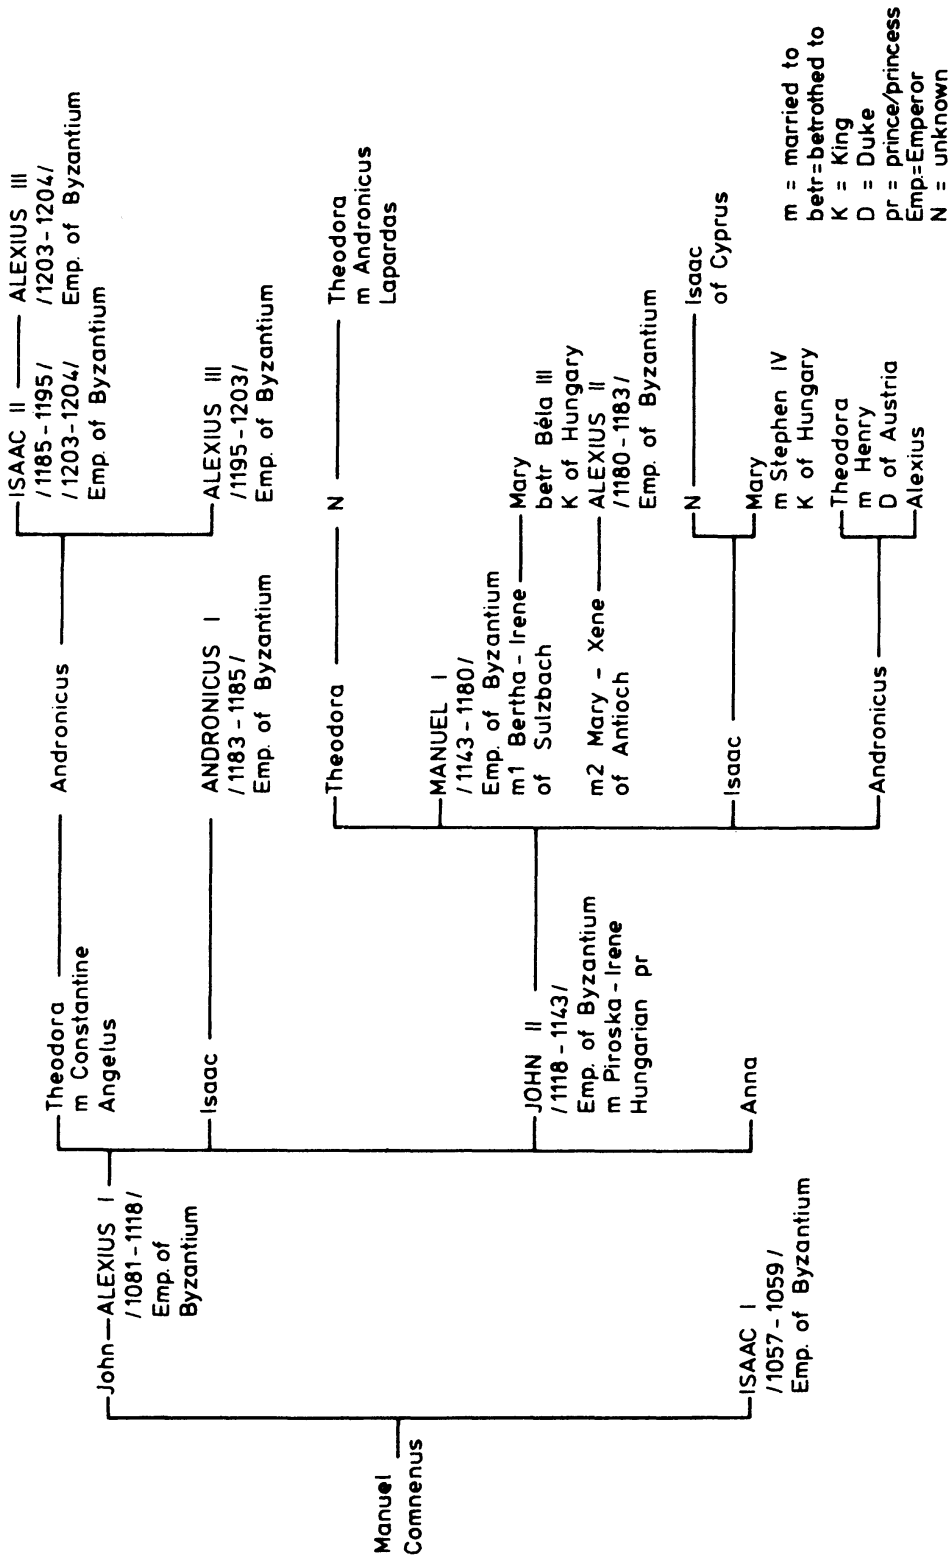 Manuel
Comnenus
John
ALEXIUS I
/1081-1118/
Emp. of
Byzantium
ISAAC I
/1057-1059/
Emp. of Byzantium
Theodora
m Constantine
Angelus
Isaac
JOHN II
/1118-1143/
Emp. of Byzantium
m Piroska-Irene
Hungarian pr
Anna
Andronicus
ANDRONICUS I
/1183-1185/
Emp. of Byzantium
Theodora
MANUEL I
/1143-1180/
Emp. of Byzantium
m1 Bertha-Irene
of Sulzbach
m2 Mary - Xene
of Antioch
Isaac
Andronicus
ISAAC II
/1185-1195/
/1203-1204/
Emp. of Byzantium
ALEXIUS III
/1195-1203/
Emp. of Byzantium
N
Mary
betr Béla III
K of Hungary
ALEXIUS II
/1180-1183/
Emp. of Byzantium
N
Mary
m Stephen IV
K of Hungary
Theodora
m Henry
D of Austria
Alexius
ALEXIUS III
/1203-1204/
Emp. of Byzantium
Theodora
m Andronicus
Lapardas
Isaac
of Cyprus
m = married to
betr=betrothed to
K = King
D = Duke
pr = prince/princess
Emp.=Emperor
N = unknown